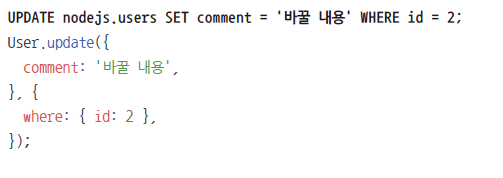 UPDATE nodejs.users SET comment = '바꿀 내용' WHERE id = 2;
User.update({
  comment: '바꿀 내용',
}, {
  where: { id: 2 },
});